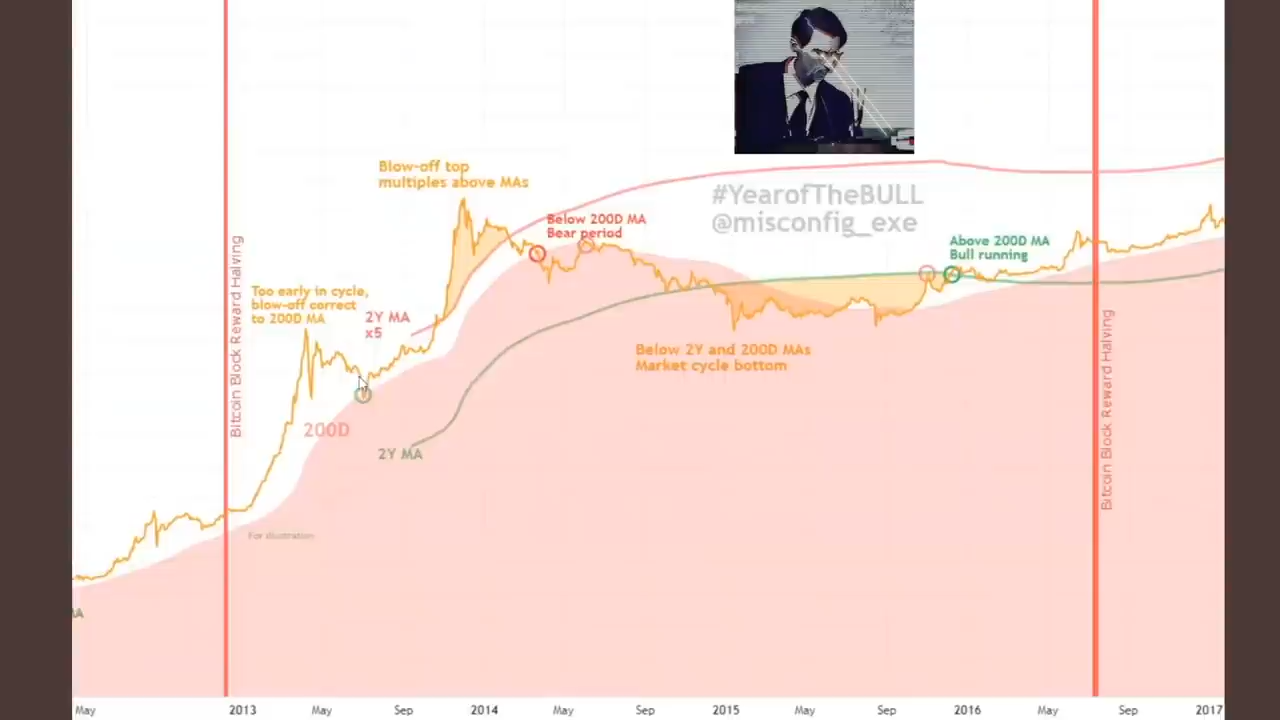 Blow-off top
multiples above MAs
#YearofTheBULL
@misconfig_exe
Below 200D MA
Bear period
Above 200D MA
Bull running
Bitcoin Block Reward Halving
Too early in cycle,
blow-off correct
to 200D MA
2Y MA
x5
Below 2Y and 200D MAs
Market cycle bottom
Bitcoin Block Reward Halving
200D
2Y MA
For illustration
May 2013 May Sep 2014 May Sep 2015 May Sep 2016 May Sep 2017